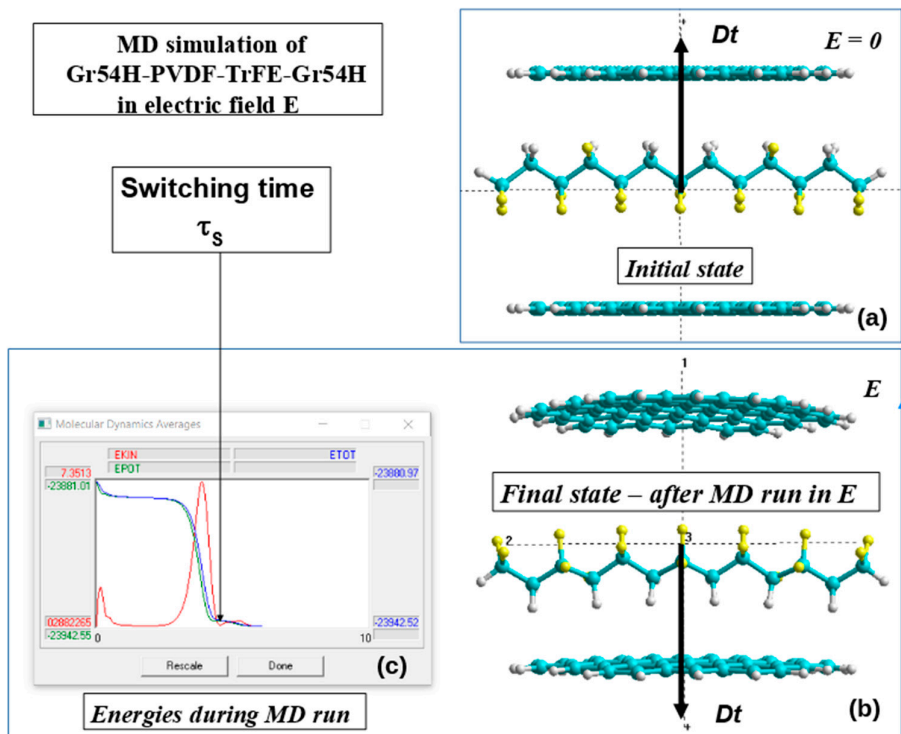 MD simulation of
Gr54H-PVDF-TrFE-Gr54H
in electric field E
Dt
E = 0
Switching time
τS
Initial state
(a)
1
E
Molecular Dynamics Averages
EKIN
ETOT
EPOT
7.3513
-23881.01
-23880.97
02882265
-23942.55
-23942.52
0
10
Rescale
Done
(c)
Energies during MD run
Final state – after MD run in E
2
3
Dt
(b)